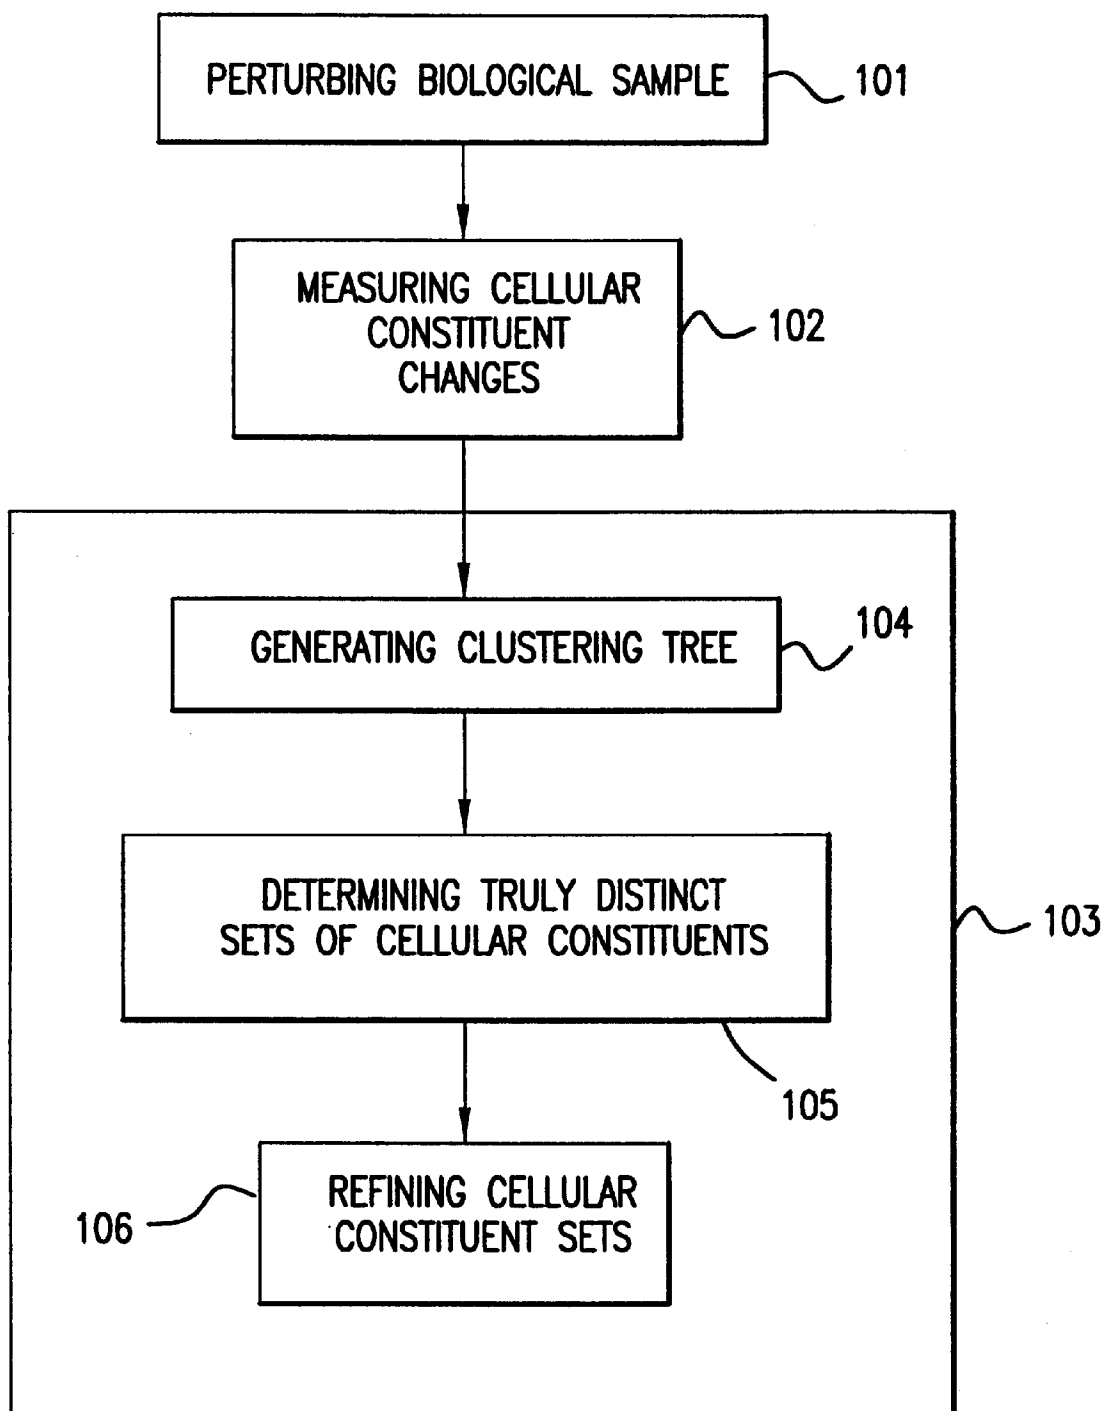 PERTURBING BIOLOGICAL SAMPLE
101
MEASURING CELLULAR
CONSTITUENT
CHANGES
102
GENERATING CLUSTERING TREE
104
DETERMINING TRULY DISTINCT
SETS OF CELLULAR CONSTITUENTS
103
105
REFINING CELLULAR
CONSTITUENT SETS
106